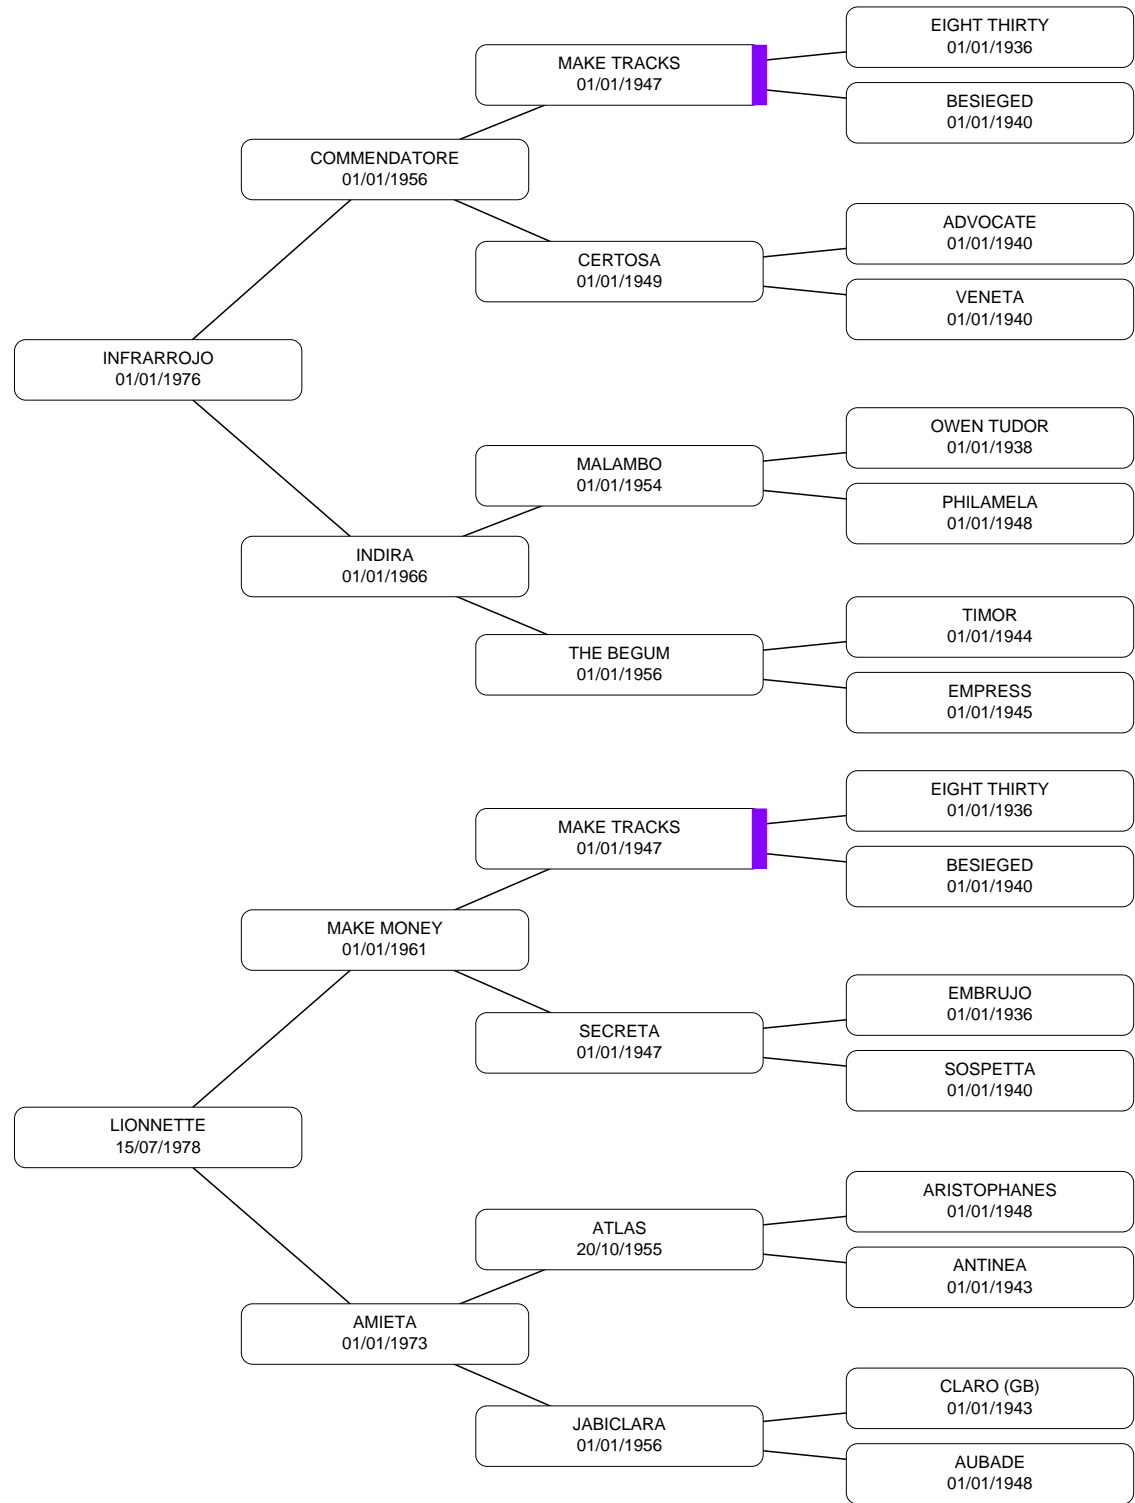 EIGHT THIRTY
01/01/1936
MAKE TRACKS
01/01/1947
BESIEGED
01/01/1940
COMMENDATORE
01/01/1956
ADVOCATE
01/01/1940
CERTOSA
01/01/1949
VENETA
01/01/1940
INFRARROJO
01/01/1976
OWEN TUDOR
01/01/1938
MALAMBO
01/01/1954
PHILAMELA
01/01/1948
INDIRA
01/01/1966
TIMOR
01/01/1944
THE BEGUM
01/01/1956
EMPRESS
01/01/1945
EIGHT THIRTY
01/01/1936
MAKE TRACKS
01/01/1947
BESIEGED
01/01/1940
MAKE MONEY
01/01/1961
EMBRUJO
01/01/1936
SECRETA
01/01/1947
SOSPETTA
01/01/1940
LIONNETTE
15/07/1978
ARISTOPHANES
01/01/1948
ATLAS
20/10/1955
ANTINEA
01/01/1943
AMIETA
01/01/1973
CLARO (GB)
01/01/1943
JABICLARA
01/01/1956
AUBADE
01/01/1948